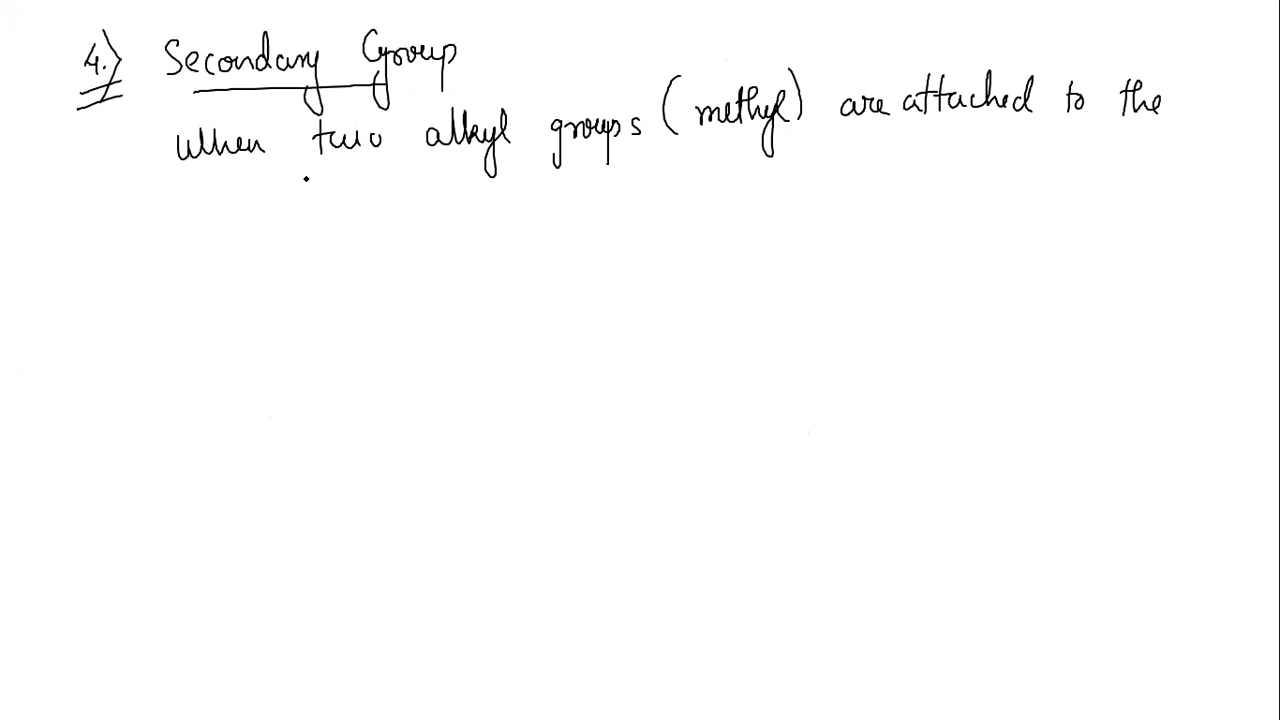 4.) Secondary Group
When two alkyl groups (methyl) are attached to the